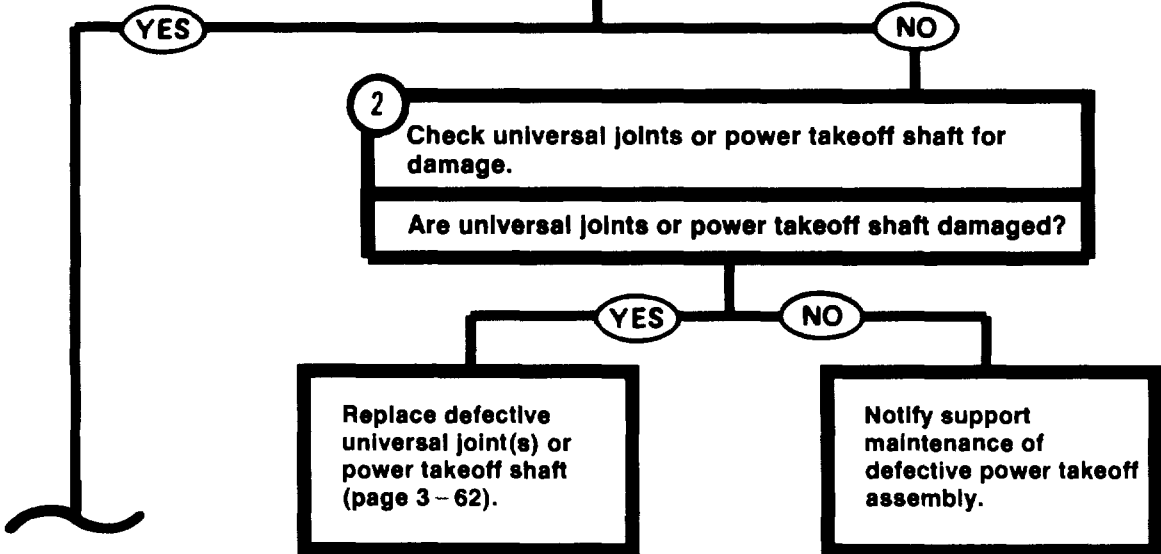 YES
NO
2
Check universal joints or power takeoff shaft for
damage.
Are universal joints or power takeoff shaft damaged?
YES
NO
Replace defective
universal joint(s) or
power takeoff shaft
(page 3–62).
Notify support
maintenance of
defective power takeoff
assembly.